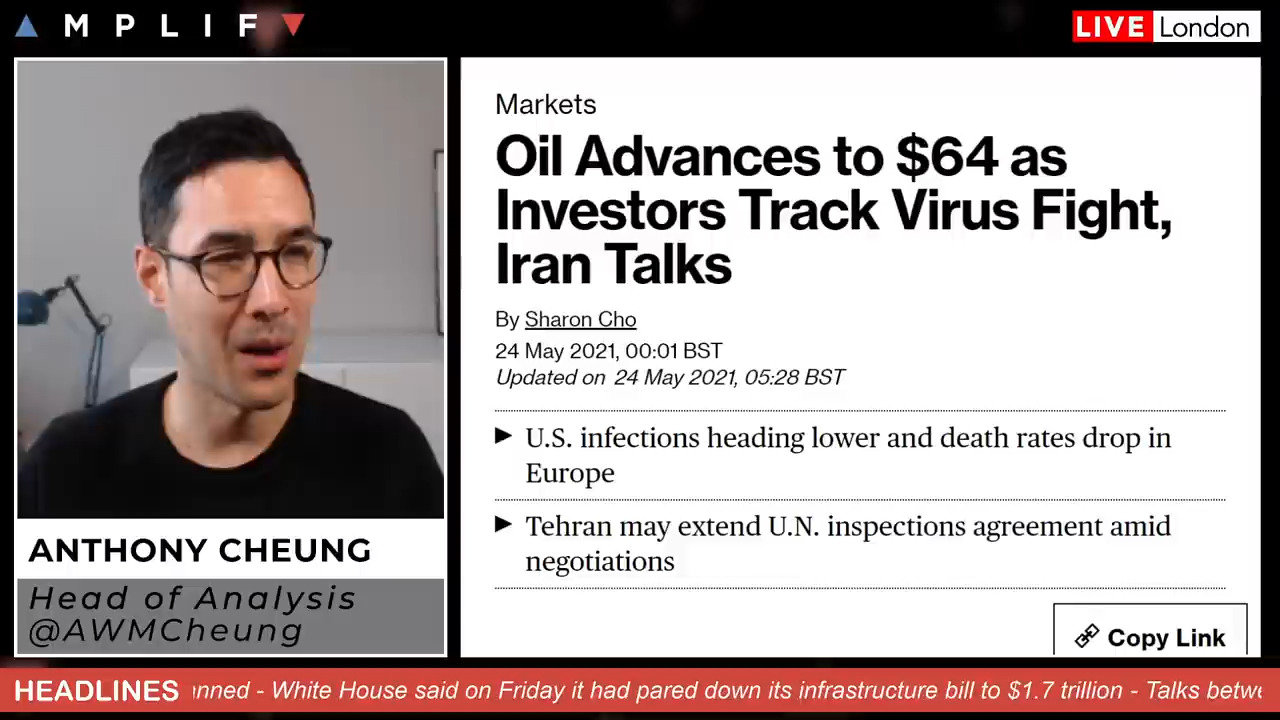 AMPLIFY
LIVE London
Markets
Oil Advances to $64 as
Investors Track Virus Fight,
Iran Talks
By Sharon Cho
24 May 2021, 00:01 BST
Updated on 24 May 2021, 05:28 BST
U.S. infections heading lower and death rates drop in
Europe
Tehran may extend U.N. inspections agreement amid
negotiations
Copy Link
ANTHONY CHEUNG
Head of Analysis
@AWMCheung
HEADLINES - White House said on Friday it had pared down its infrastructure bill to $1.7 trillion - Talks